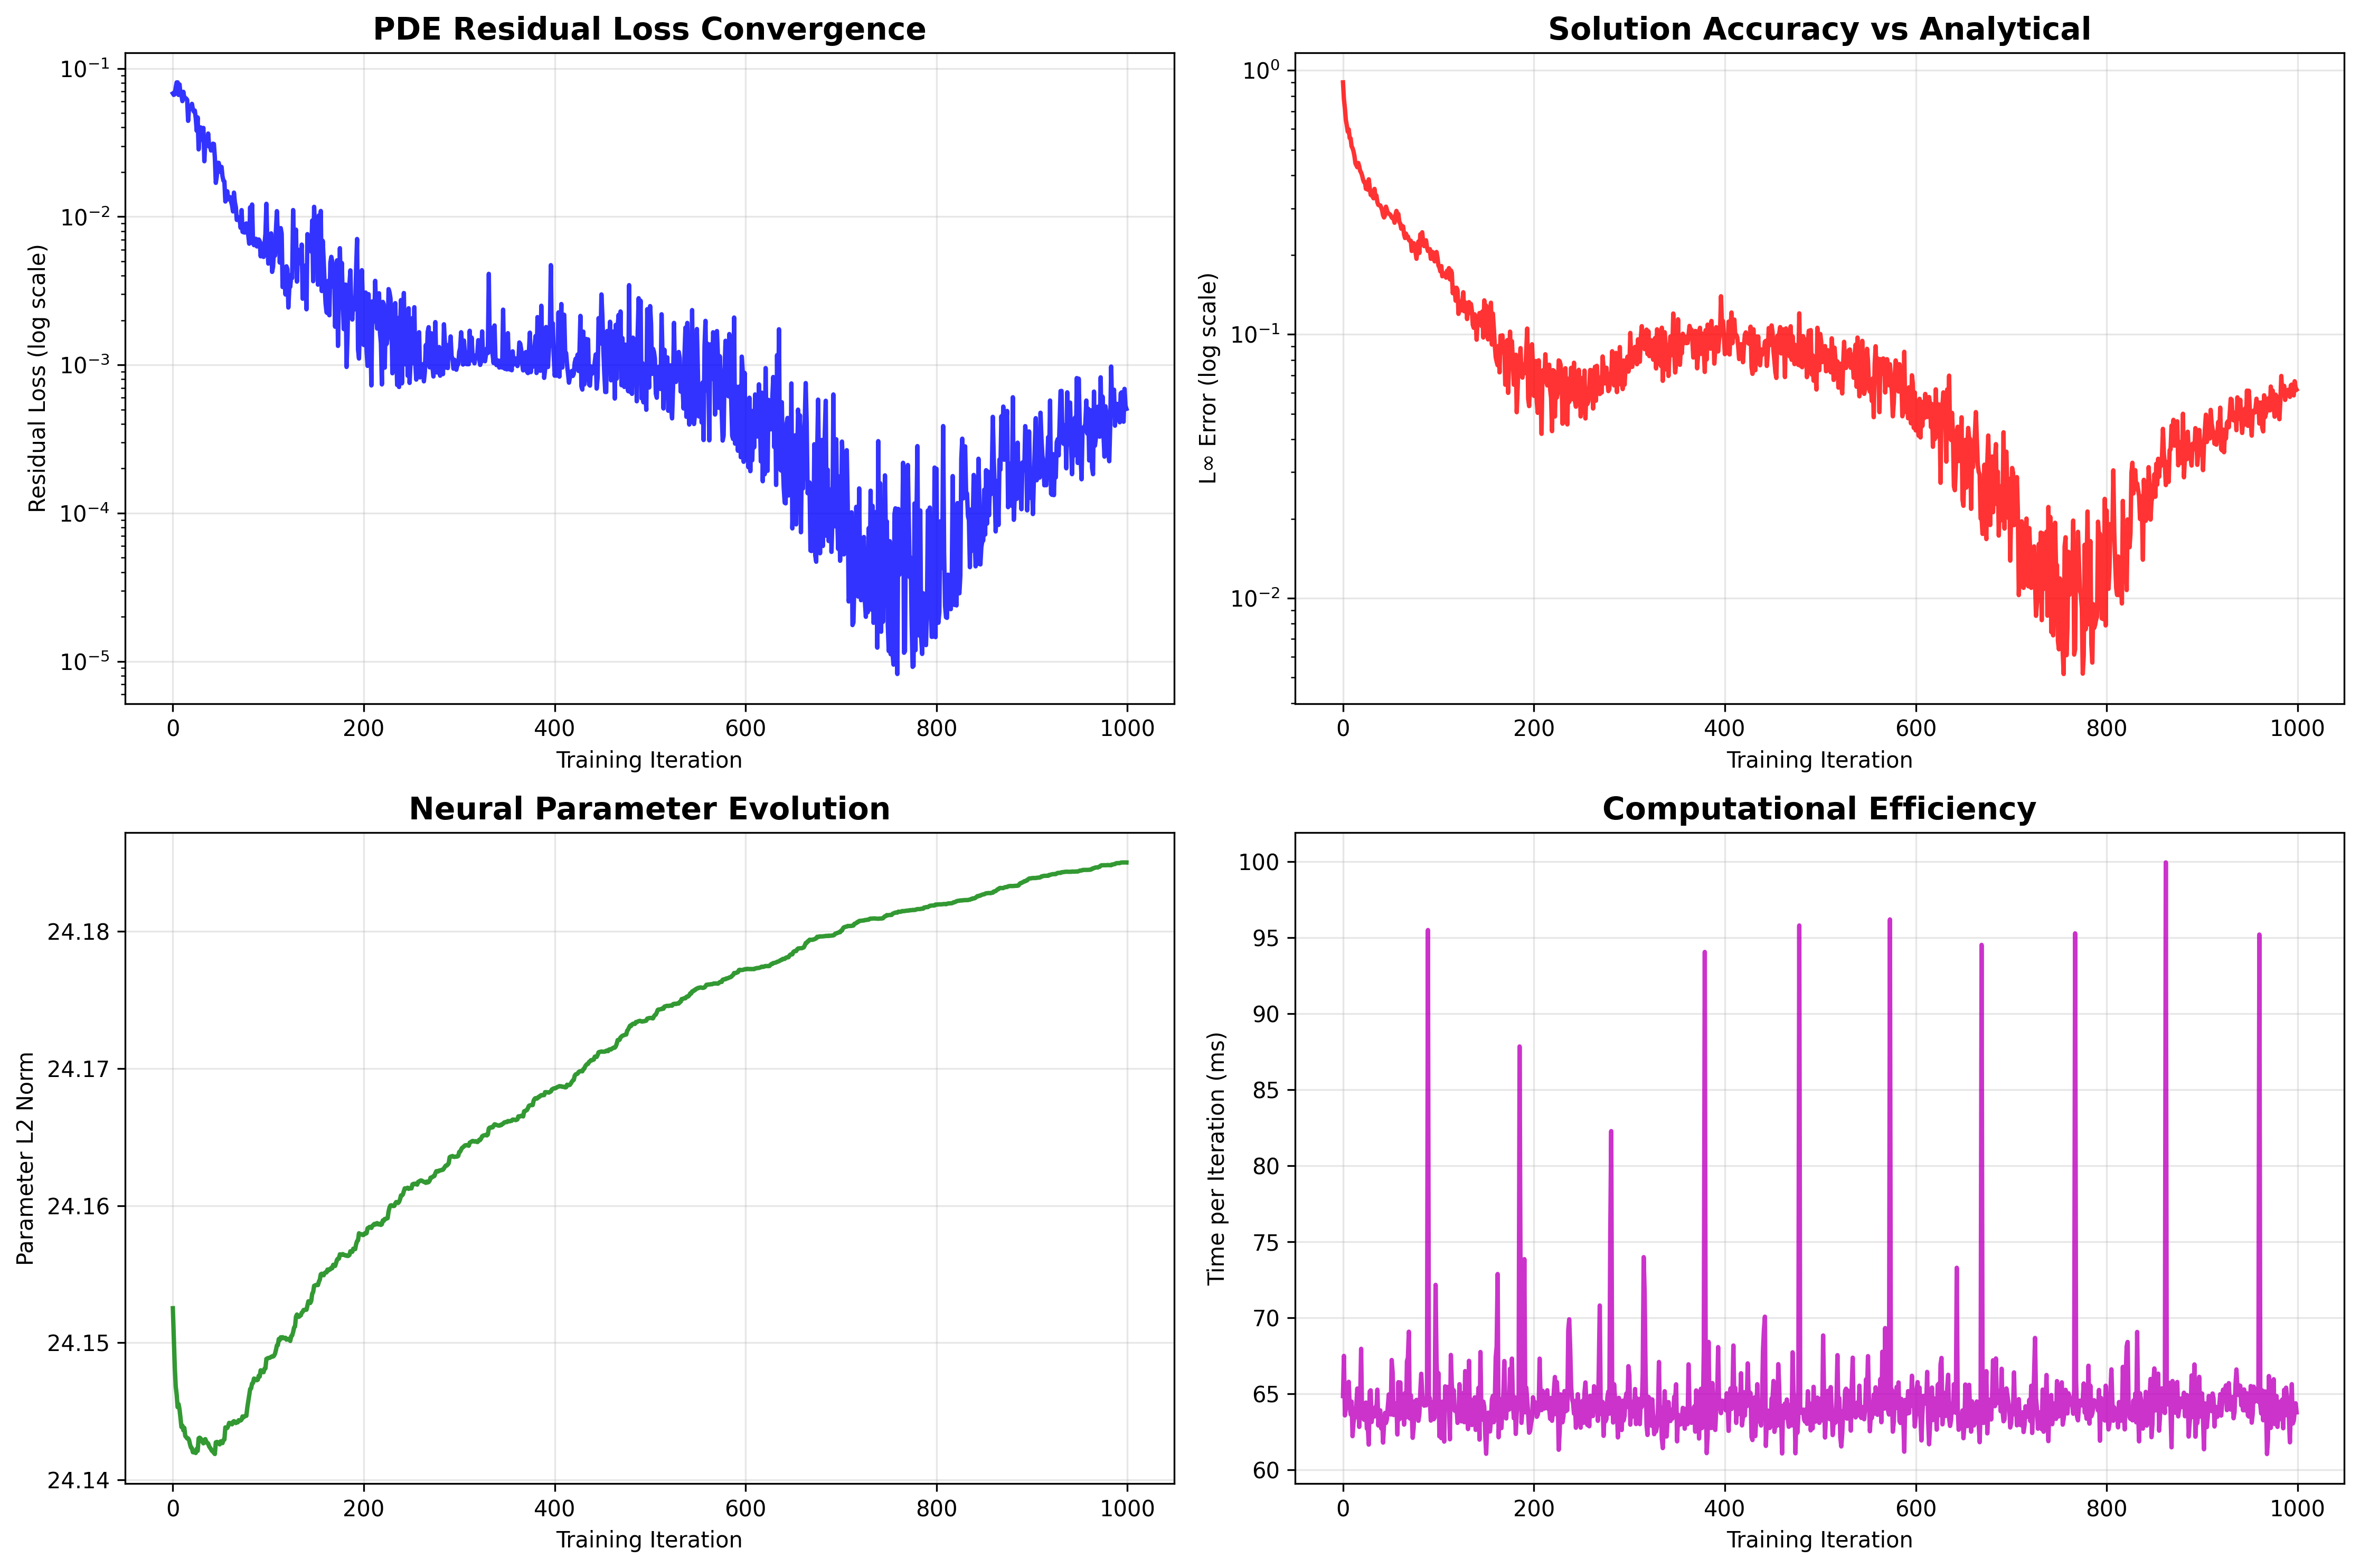 PDE Residual Loss Convergence
10⁻¹
10⁻²
10⁻³
10⁻⁴
10⁻⁵
Residual Loss (log scale)
0 200 400 600 800 1000
Training Iteration
Solution Accuracy vs Analytical
10⁰
10⁻¹
10⁻²
L∞ Error (log scale)
0 200 400 600 800 1000
Training Iteration
Neural Parameter Evolution
24.18
24.17
24.16
24.15
24.14
Parameter L2 Norm
0 200 400 600 800 1000
Training Iteration
Computational Efficiency
100
95
90
85
80
75
70
65
60
Time per Iteration (ms)
0 200 400 600 800 1000
Training Iteration